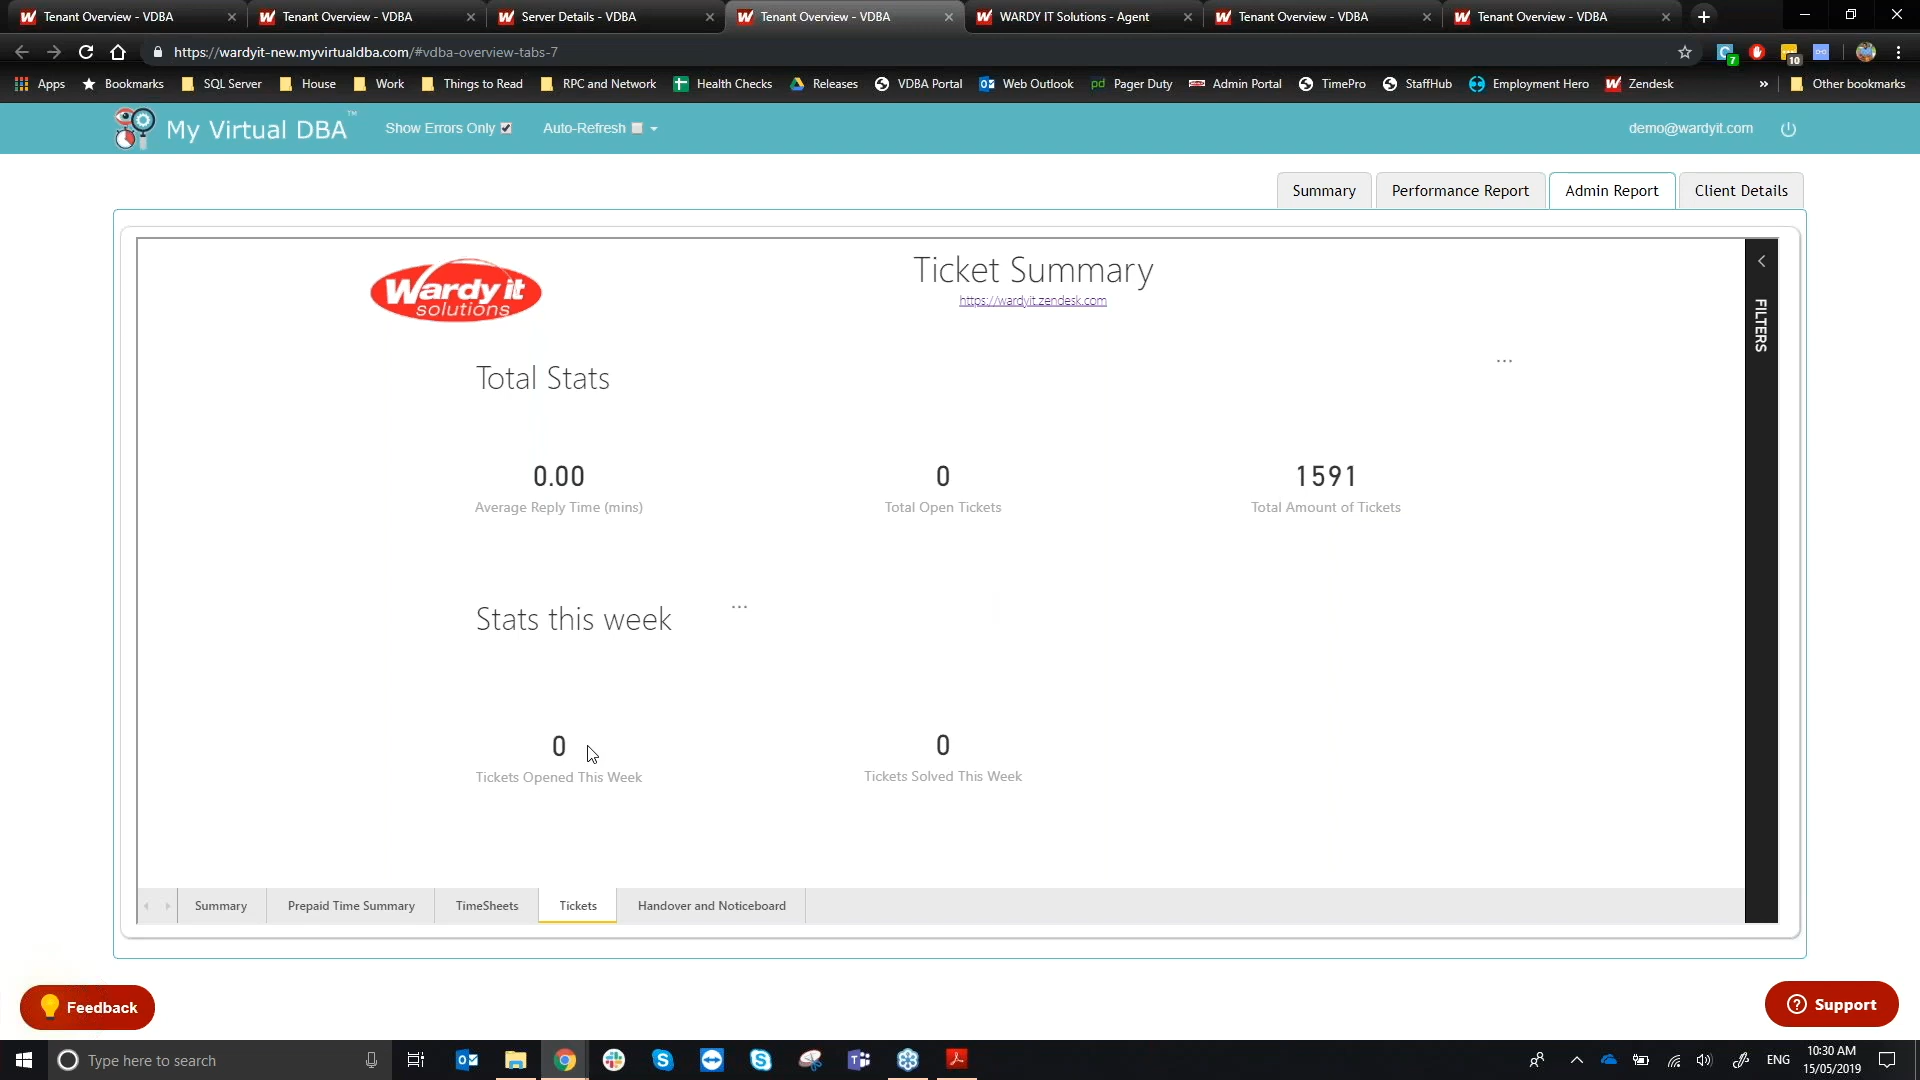 Tenant Overview - VDBA
Tenant Overview - VDBA
Server Details - VDBA
Tenant Overview - VDBA
WARDY IT Solutions - Agent
Tenant Overview - VDBA
Tenant Overview - VDBA
https://wardyit-new.myvirtualdba.com/#vdba-overview-tabs-7
7
10
Apps
Bookmarks
SQL Server
House
Work
Things to Read
RPC and Network
Health Checks
Releases
VDBA Portal
Web Outlook
pd Pager Duty
Admin Portal
TimePro
StaffHub
Employment Hero
Zendesk
»
Other bookmarks
My Virtual DBA™
Show Errors Only
Auto-Refresh
demo@wardyit.com
Summary
Performance Report
Admin Report
Client Details
Wardy it
solutions
Ticket Summary
https://wardyit.zendesk.com
FILTERS
Total Stats
...
0.00
Average Reply Time (mins)
0
Total Open Tickets
1591
Total Amount of Tickets
Stats this week
...
0
Tickets Opened This Week
0
Tickets Solved This Week
Summary
Prepaid Time Summary
TimeSheets
Tickets
Handover and Noticeboard
Feedback
Support
Type here to search
ENG
10:30 AM
15/05/2019